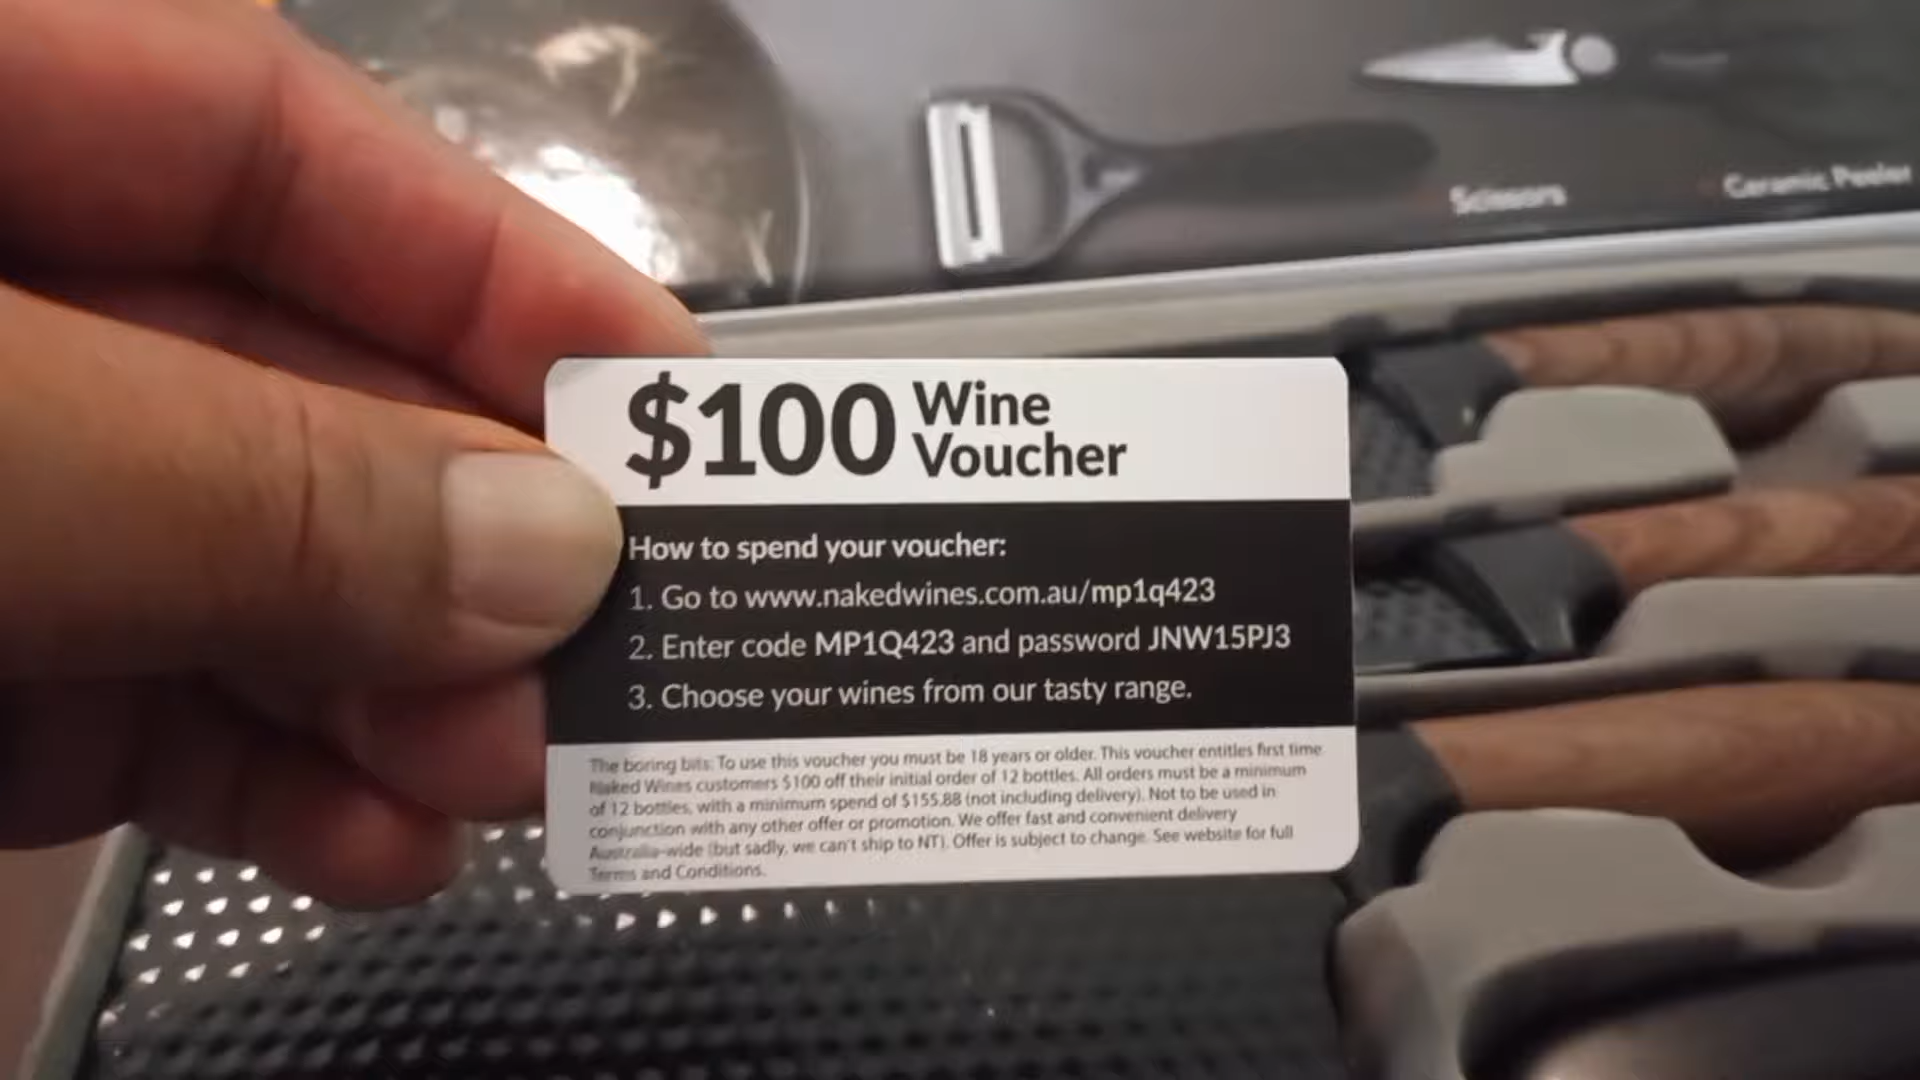 Scissors
Ceramic Peeler
$100 Wine
Voucher
How to spend your voucher:
1. Go to www.nakedwines.com.au/mp1q423
2. Enter code MP1Q423 and password JNW15PJ3
3. Choose your wines from our tasty range.
The boring bits: To use this voucher you must be 18 years or older. This voucher entitles first time
Naked Wines customers $100 off their initial order of 12 bottles. All orders must be a minimum
of 12 bottles, with a minimum spend of $155.88 (not including delivery). Not to be used in
conjunction with any other offer or promotion. We offer fast and convenient delivery
Australia-wide (but sadly, we can't ship to NT). Offer is subject to change. See website for full
Terms and Conditions.